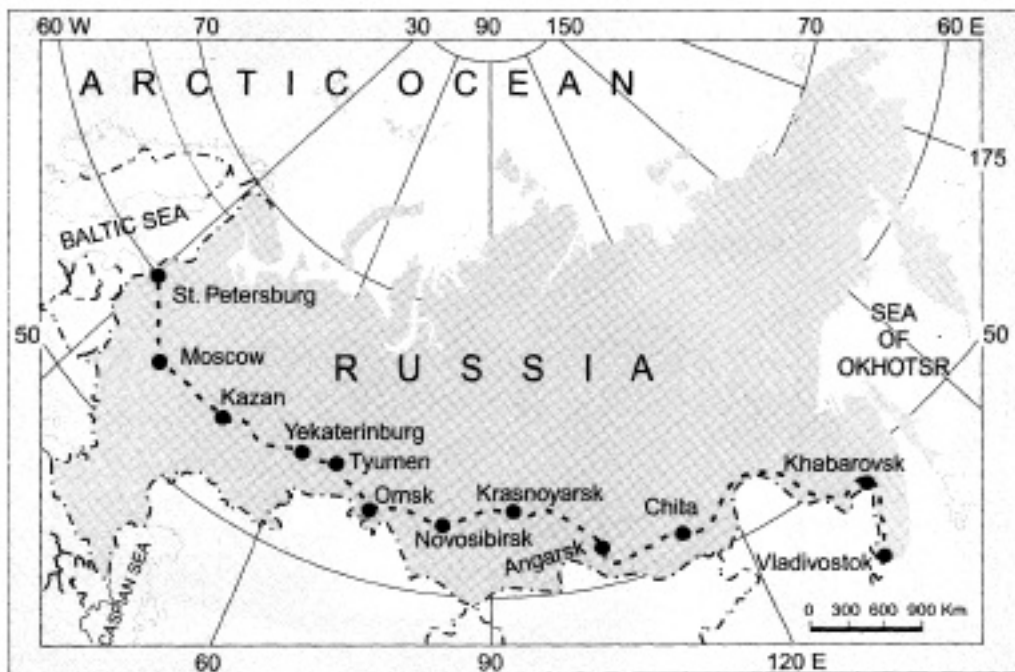 60 W 70 30 90 150 70 60 E
ARCTIC OCEAN
175
BALTIC SEA
St. Petersburg
50
SEA
OF
OKHOTSR
50
Moscow
RUSSIA
Kazan
Yekaterinburg
Tyumen
Khabarovsk
Omsk
Krasnoyarsk
Chita
Novosibirsk
Angarsk
Vladivostok
CASPIAN SEA
0 300 600 900 Km
60 90 120 E